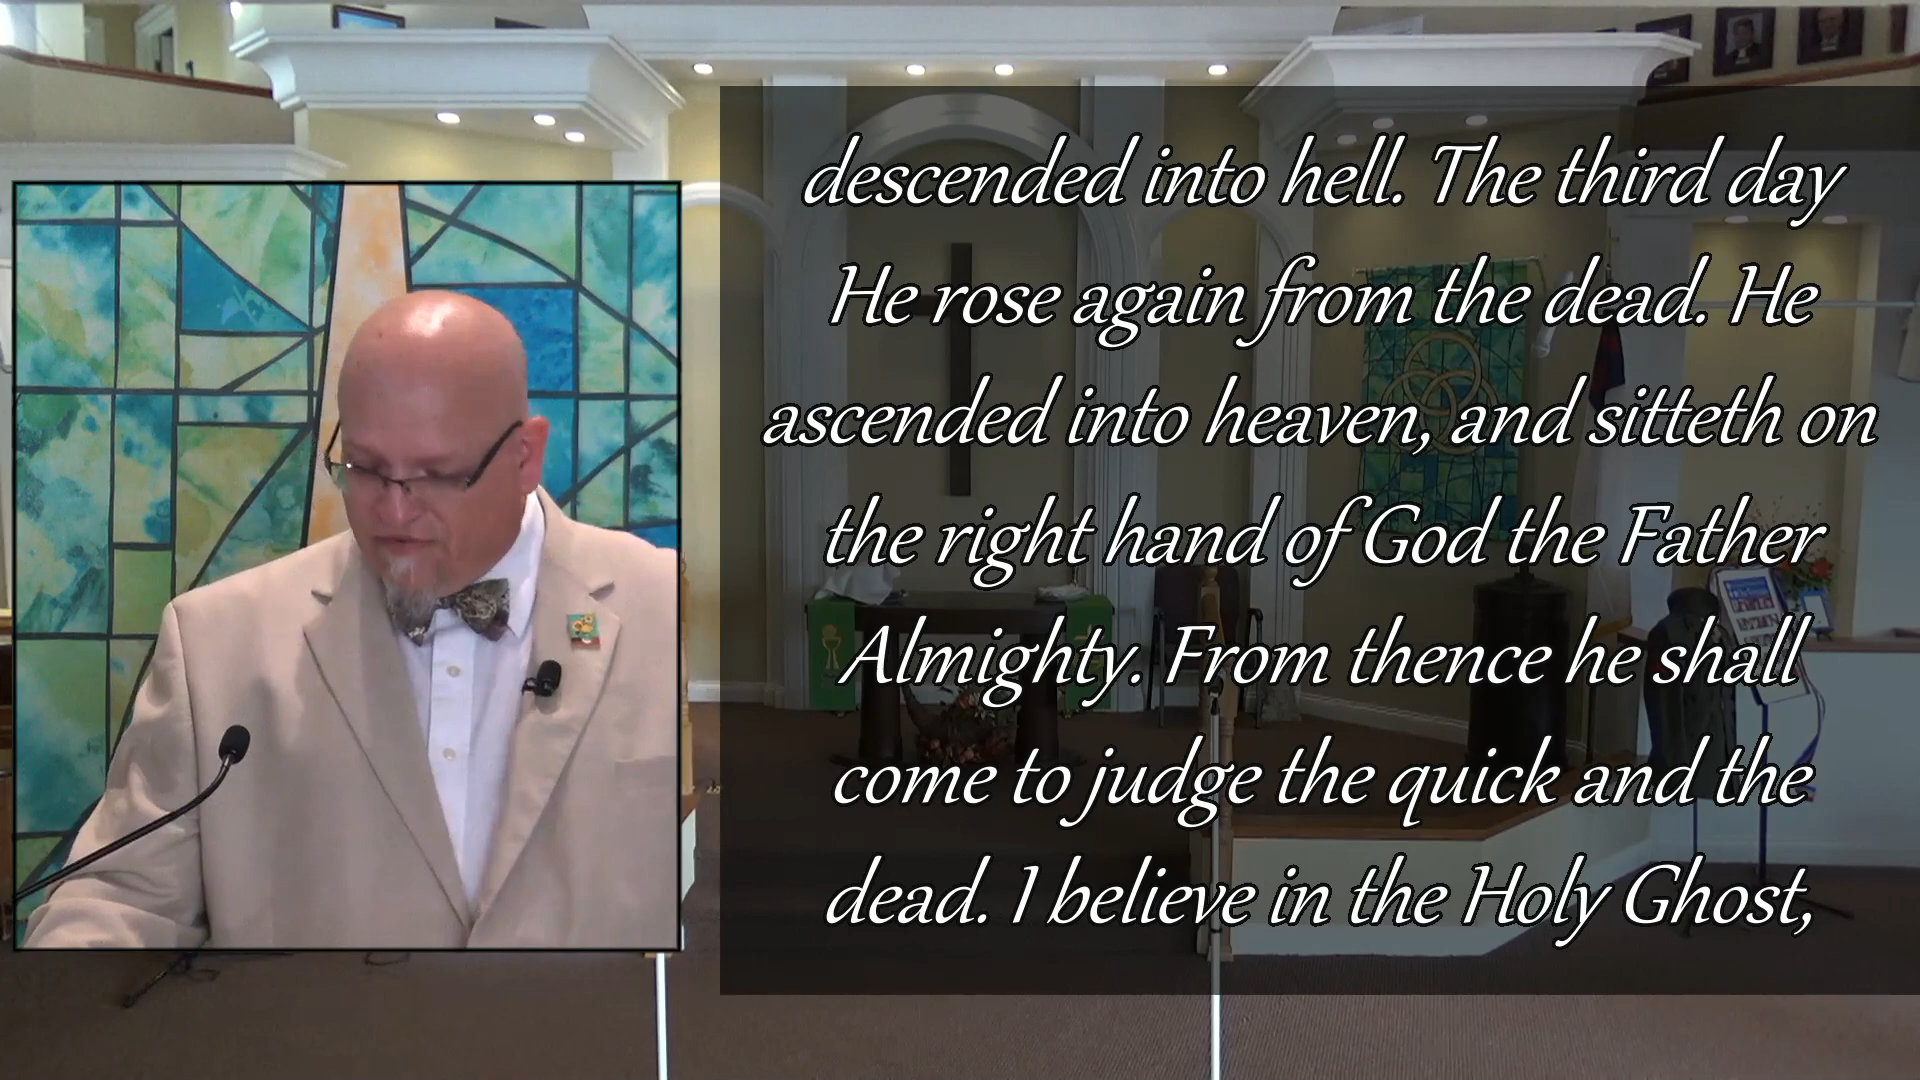 descended into hell. The third day
He rose again from the dead. He
ascended into heaven, and sitteth on
the right hand of God the Father
Almighty. From thence he shall
come to judge the quick and the
dead. I believe in the Holy Ghost,